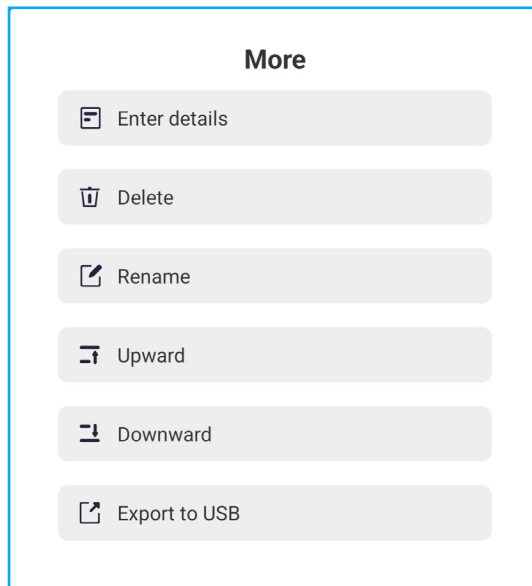 More
Enter details
Delete
Rename
Upward
Downward
Export to USB